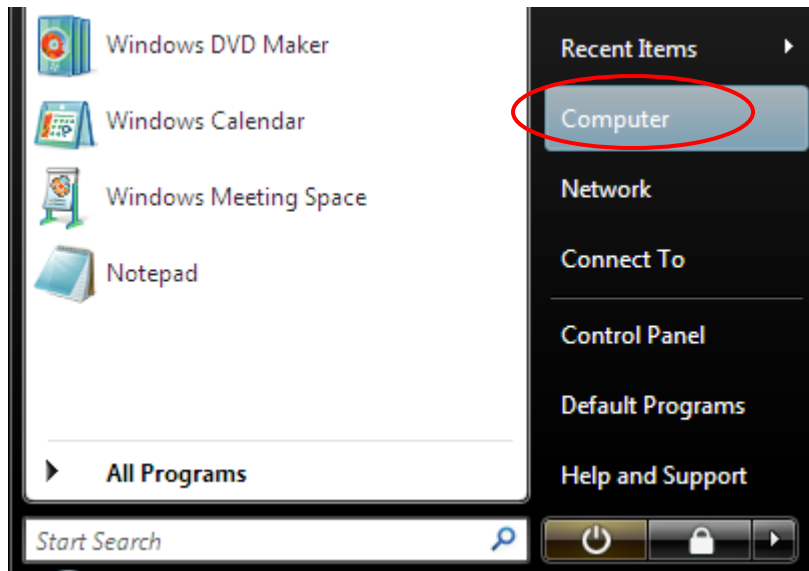 Windows DVD Maker
Windows Calendar
Windows Meeting Space
Notepad
All Programs
Start Search
Recent Items
Computer
Network
Connect To
Control Panel
Default Programs
Help and Support